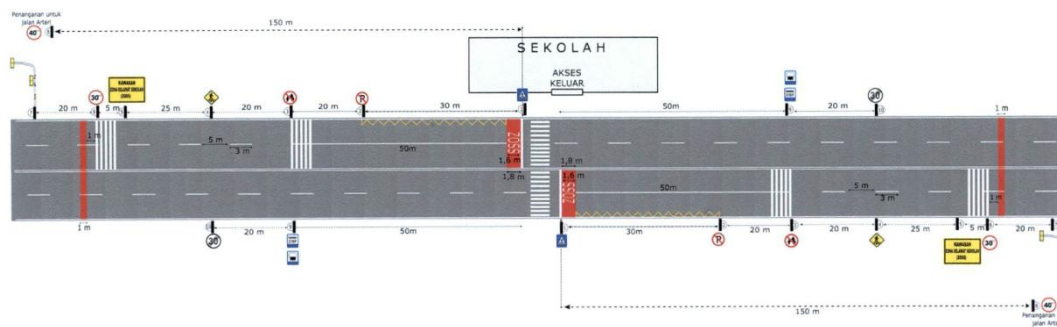 Penanganan untuk
jalan Arteri
40
150 m
SEKOLAH
AKSES
KELUAR
20 m
30
5 m
KAWASAN
ZONA SELAMAT SEKOLAH
(ZOSS)
25 m
20 m
20 m
30 m
50m
20 m
30
1 m
1 m
5 m
3 m
50m
ZOSS
1,6 m
1,8 m
1,8 m
1,6 m
ZOSS
50m
5 m
3 m
1 m
1 m
30
20 m
50m
30m
20 m
20 m
25 m
5 m
20 m
KAWASAN
ZONA SELAMAT SEKOLAH
(ZOSS)
30
150 m
40
Penanganan
jalan Arte